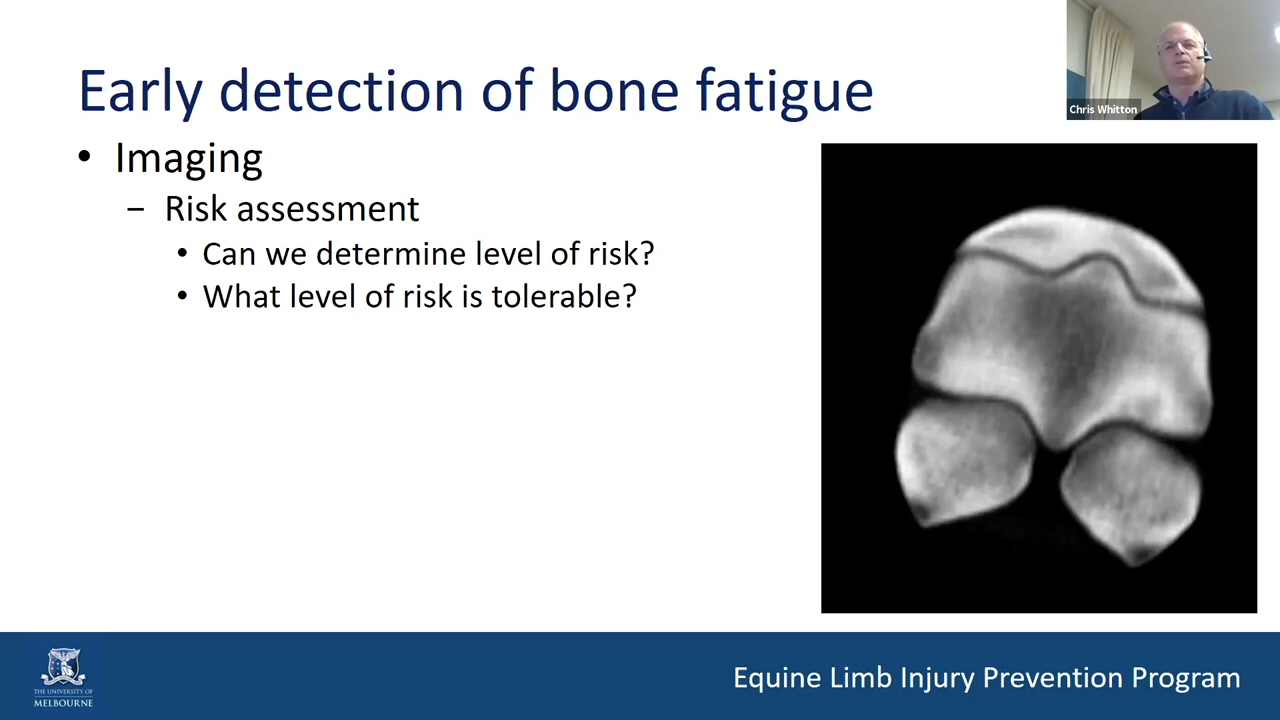 Early detection of bone fatigue
Chris Whitton
• Imaging
– Risk assessment
• Can we determine level of risk?
• What level of risk is tolerable?
THE UNIVERSITY OF
MELBOURNE
Equine Limb Injury Prevention Program